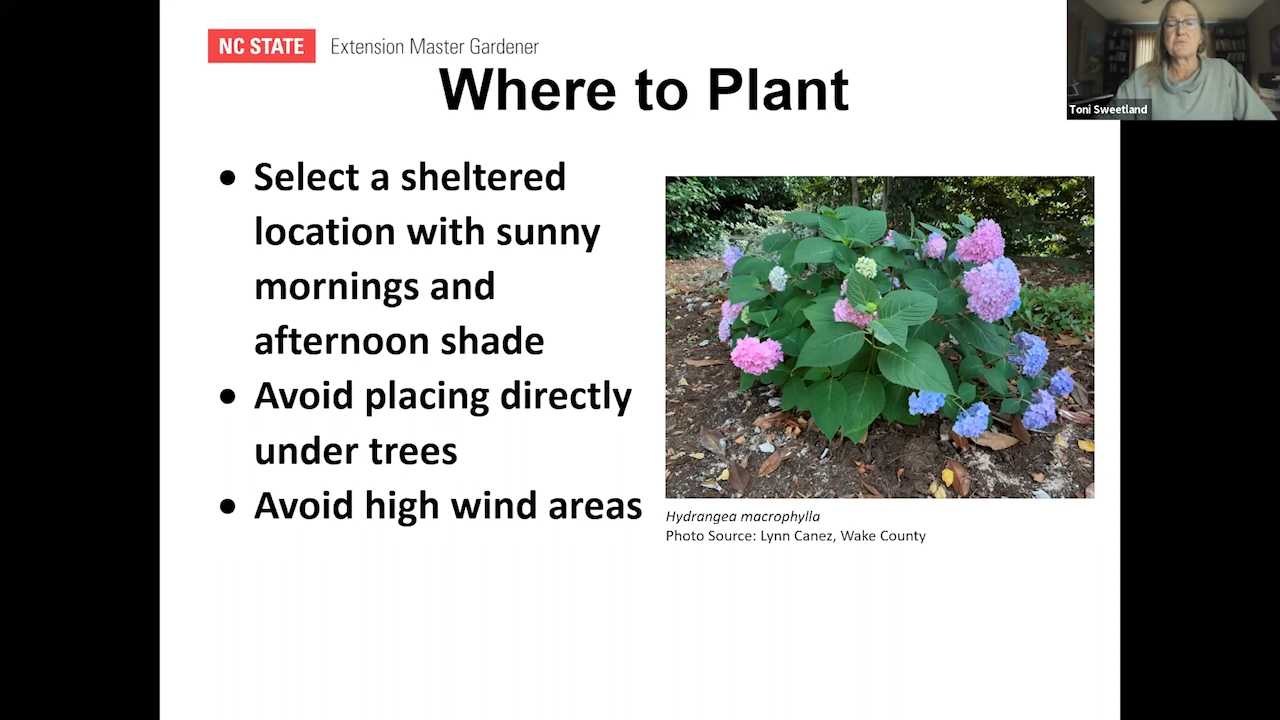 NC STATE Extension Master Gardener
Where to Plant
Toni Sweetland
• Select a sheltered
location with sunny
mornings and
afternoon shade
• Avoid placing directly
under trees
• Avoid high wind areas
Hydrangea macrophylla
Photo Source: Lynn Canez, Wake County